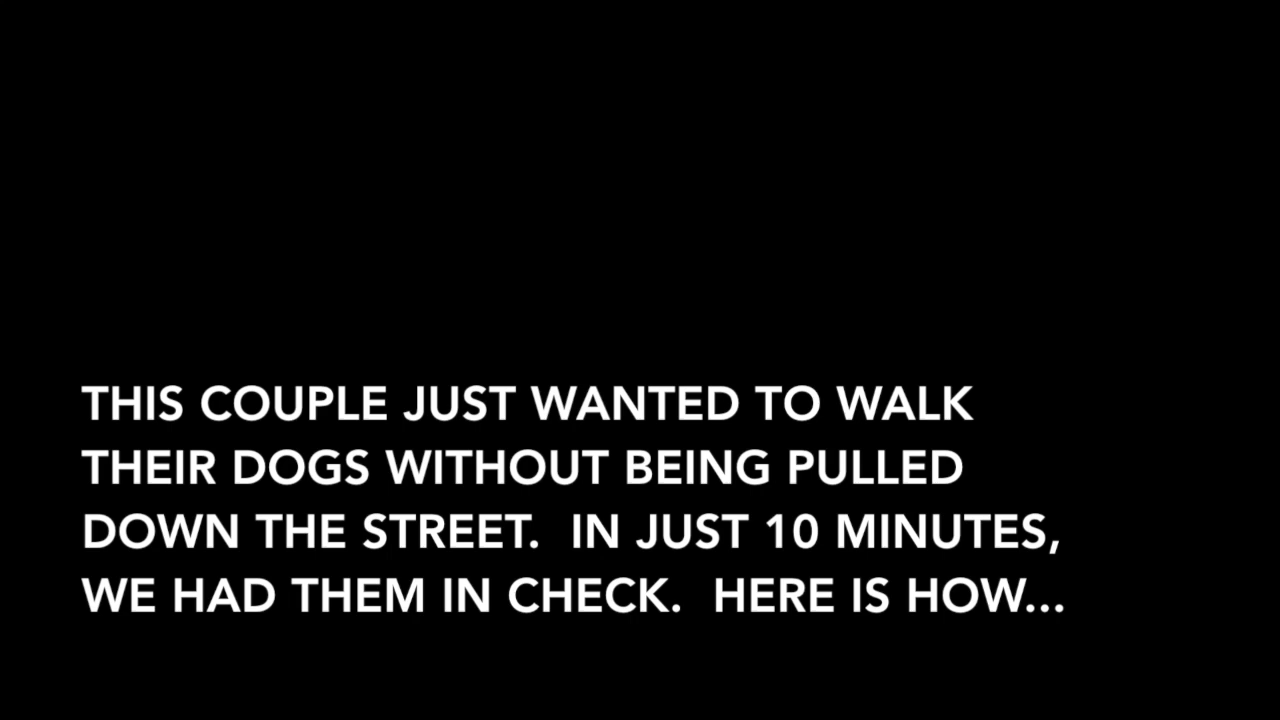 THIS COUPLE JUST WANTED TO WALK
THEIR DOGS WITHOUT BEING PULLED
DOWN THE STREET.  IN JUST 10 MINUTES,
WE HAD THEM IN CHECK.  HERE IS HOW...